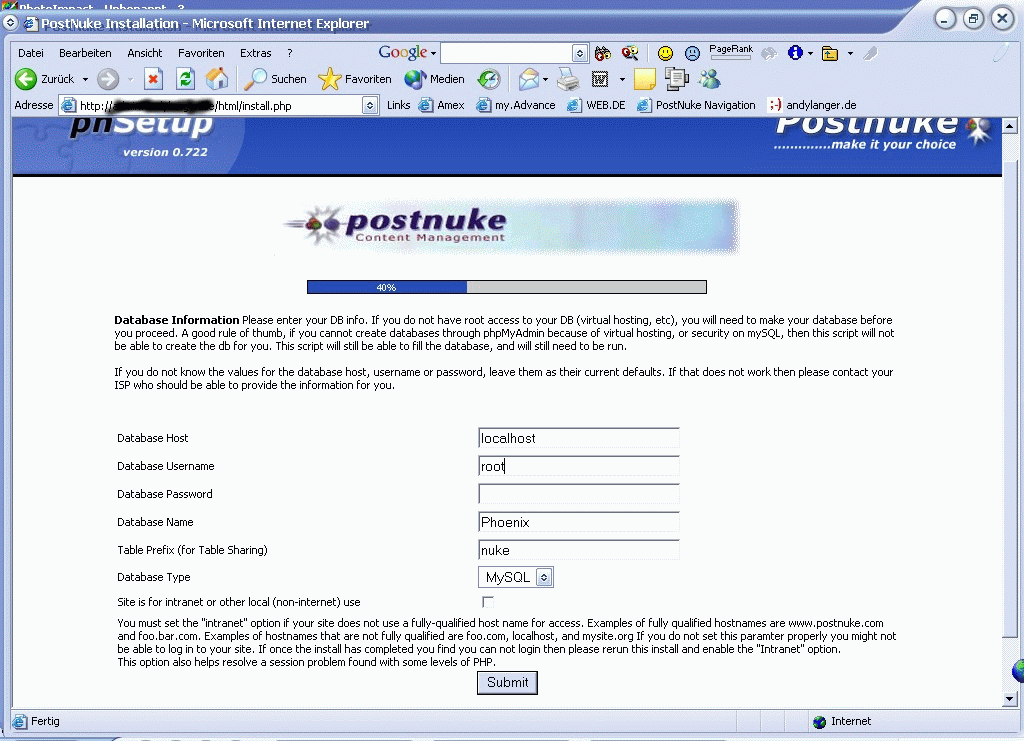 PhotoImpact - Unbenannt - 3
PostNuke Installation - Microsoft Internet Explorer
Datei Bearbeiten Ansicht Favoriten Extras ? Google PageRank
Zurück Suchen Favoriten Medien
Adresse http:// /html/install.php Links Amex my.Advance WEB.DE PostNuke Navigation ;-) andylanger.de
pnSetup Postnuke
version 0.722 .............make it your choice
postnuke
Content Management
40%
Database Information Please enter your DB info. If you do not have root access to your DB (virtual hosting, etc), you will need to make your database before
you proceed. A good rule of thumb, if you cannot create databases through phpMyAdmin because of virtual hosting, or security on mySQL, then this script will not
be able to create the db for you. This script will still be able to fill the database, and will still need to be run.
If you do not know the values for the database host, username or password, leave them as their current defaults. If that does not work then please contact your
ISP who should be able to provide the information for you.
Database Host localhost
Database Username root
Database Password
Database Name Phoenix
Table Prefix (for Table Sharing) nuke
Database Type MySQL
Site is for intranet or other local (non-internet) use
You must set the "intranet" option if your site does not use a fully-qualified host name for access. Examples of fully qualified hostnames are www.postnuke.com
and foo.bar.com. Examples of hostnames that are not fully qualified are foo.com, localhost, and mysite.org If you do not set this paramter properly you might not
be able to log in to your site. If once the install has completed you find you can not login then please rerun this install and enable the "Intranet" option.
This option also helps resolve a session problem found with some levels of PHP.
Submit
Fertig Internet